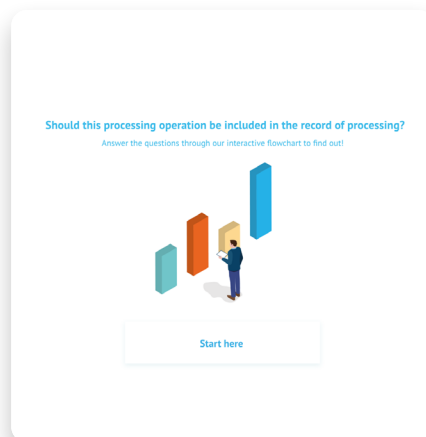 Should this processing operation be included in the record of processing?
Answer the questions through our interactive flowchart to find out!
Start here